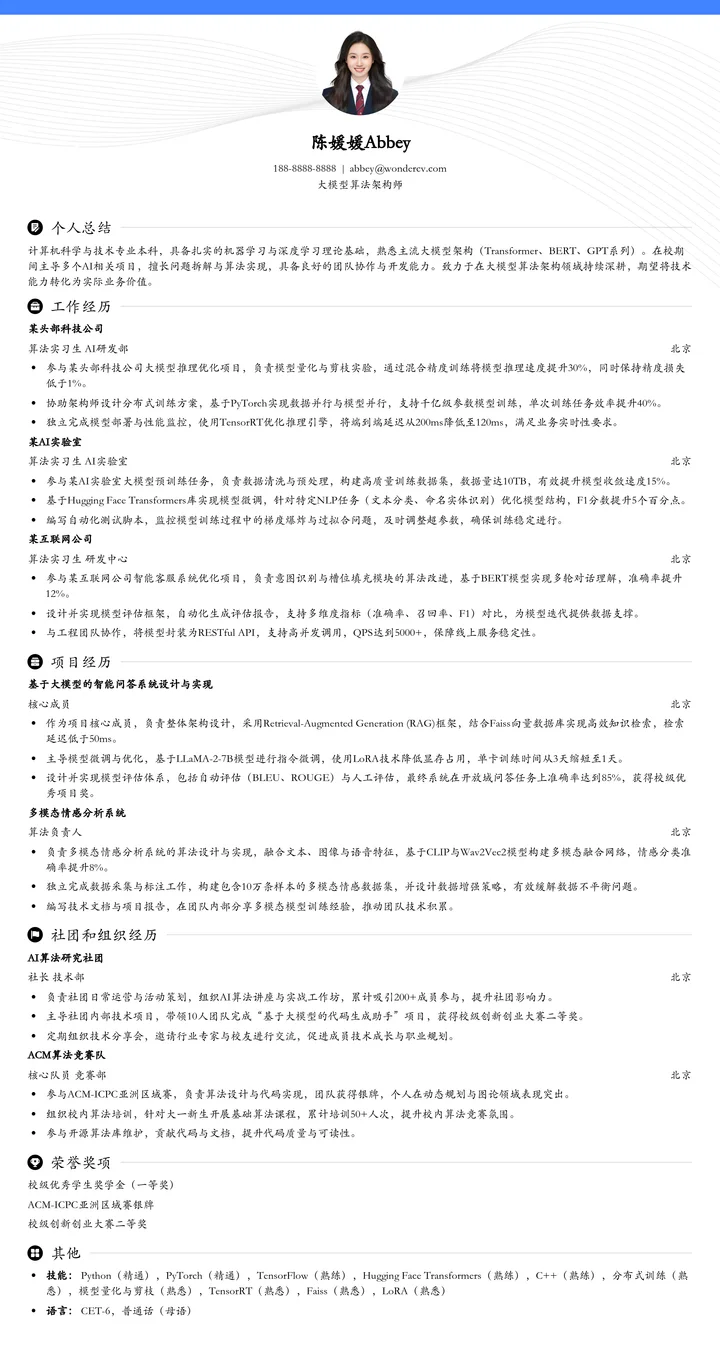 陈媛媛Abbey
188-8888-8888 | abbey@wondercv.com
大模型算法架构师
个人总结
计算机科学与技术专业本科，具备扎实的机器学习与深度学习理论基础，熟悉主流大模型架构（Transformer、BERT、GPT系列）。在校期
间主导多个AI相关项目，擅长问题拆解与算法实现，具备良好的团队协作与开发能力。致力于在大模型算法架构领域持续深耕，期望将技术
能力转化为实际业务价值。
工作经历
某头部科技公司
算法实习生 AI研发部 北京
• 参与某头部科技公司大模型推理优化项目，负责模型量化与剪枝实验，通过混合精度训练将模型推理速度提升30%，同时保持精度损失
低于1%。
• 协助架构师设计分布式训练方案，基于PyTorch实现数据并行与模型并行，支持千亿级参数模型训练，单次训练任务效率提升40%。
• 独立完成模型部署与性能监控，使用TensorRT优化推理引擎，将端到端延迟从200ms降低至120ms，满足业务实时性要求。
某AI实验室
算法实习生 AI实验室 北京
• 参与某AI实验室大模型预训练任务，负责数据清洗与预处理，构建高质量训练数据集，数据量达10TB，有效提升模型收敛速度15%。
• 基于Hugging Face Transformers库实现模型微调，针对特定NLP任务（文本分类、命名实体识别）优化模型结构，F1分数提升5个百分点。
• 编写自动化测试脚本，监控模型训练过程中的梯度爆炸与过拟合问题，及时调整超参数，确保训练稳定进行。
某互联网公司
算法实习生 研发中心 北京
• 参与某互联网公司智能客服系统优化项目，负责意图识别与槽位填充模块的算法改进，基于BERT模型实现多轮对话理解，准确率提升
12%。
• 设计并实现模型评估框架，自动化生成评估报告，支持多维度指标（准确率、召回率、F1）对比，为模型迭代提供数据支撑。
• 与工程团队协作，将模型封装为RESTful API，支持高并发调用，QPS达到5000+，保障线上服务稳定性。
项目经历
基于大模型的智能问答系统设计与实现
核心成员 北京
• 作为项目核心成员，负责整体架构设计，采用Retrieval-Augmented Generation (RAG)框架，结合Faiss向量数据库实现高效知识检索，检索
延迟低于50ms。
• 主导模型微调与优化，基于LLaMA-2-7B模型进行指令微调，使用LoRA技术降低显存占用，单卡训练时间从3天缩短至1天。
• 设计并实现模型评估体系，包括自动评估（BLEU、ROUGE）与人工评估，最终系统在开放域问答任务上准确率达到85%，获得校级优
秀项目奖。
多模态情感分析系统
算法负责人 北京
• 负责多模态情感分析系统的算法设计与实现，融合文本、图像与语音特征，基于CLIP与Wav2Vec2模型构建多模态融合网络，情感分类准
确率提升8%。
• 独立完成数据采集与标注工作，构建包含10万条样本的多模态情感数据集，并设计数据增强策略，有效缓解数据不平衡问题。
• 编写技术文档与项目报告，在团队内部分享多模态模型训练经验，推动团队技术积累。
社团和组织经历
AI算法研究社团
社长 技术部 北京
• 负责社团日常运营与活动策划，组织AI算法讲座与实战工作坊，累计吸引200+成员参与，提升社团影响力。
• 主导社团内部技术项目，带领10人团队完成“基于大模型的代码生成助手”项目，获得校级创新创业大赛二等奖。
• 定期组织技术分享会，邀请行业专家与校友进行交流，促进成员技术成长与职业规划。
ACM算法竞赛队
核心队员 竞赛部 北京
• 参与ACM-ICPC亚洲区域赛，负责算法设计与代码实现，团队获得银牌，个人在动态规划与图论领域表现突出。
• 组织校内算法培训，针对大一新生开展基础算法课程，累计培训50+人次，提升校内算法竞赛氛围。
• 参与开源算法库维护，贡献代码与文档，提升代码质量与可读性。
荣誉奖项
校级优秀学生奖学金（一等奖）
ACM-ICPC亚洲区域赛银牌
校级创新创业大赛二等奖
其他
• 技能： Python（精通）, PyTorch（精通）, TensorFlow（熟练）, Hugging Face Transformers（熟练）, C++（熟练）, 分布式训练（熟
悉）, 模型量化与剪枝（熟悉）, TensorRT（熟悉）, Faiss（熟悉）, LoRA（熟悉）
• 语言： CET-6，普通话（母语）